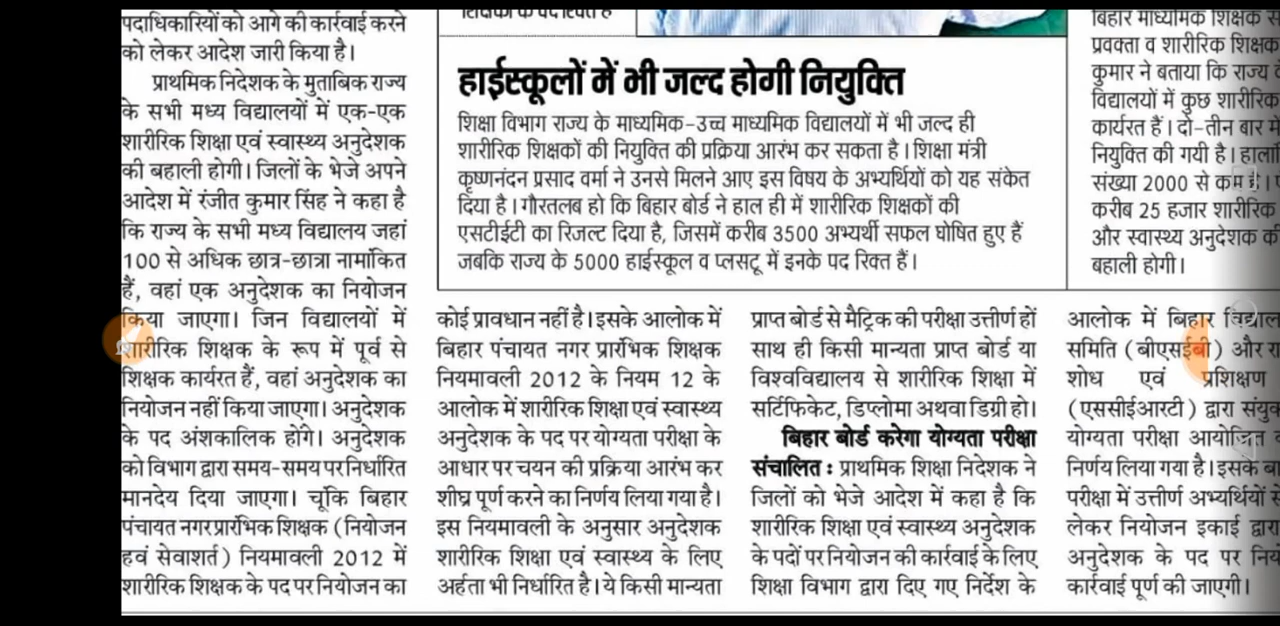 पदाधिकारियों को आगे की कार्रवाई करने
को लेकर आदेश जारी किया है।
प्राथमिक निदेशक के मुताबिक राज्य
के सभी मध्य विद्यालयों में एक-एक
शारीरिक शिक्षा एवं स्वास्थ्य अनुदेशक
की बहाली होगी। जिलों के भेजे अपने
आदेश में रंजीत कुमार सिंह ने कहा है
कि राज्य के सभी मध्य विद्यालय जहां
100 से अधिक छात्र-छात्रा नामांकित
हैं, वहां एक अनुदेशक का नियोजन
किया जाएगा। जिन विद्यालयों में
शारीरिक शिक्षक के रूप में पूर्व से
शिक्षक कार्यरत हैं, वहां अनुदेशक का
नियोजन नहीं किया जाएगा। अनुदेशक
के पद अंशकालिक होंगे। अनुदेशक
को विभाग द्वारा समय-समय पर निर्धारित
मानदेय दिया जाएगा। चूंकि बिहार
पंचायत नगर प्रारंभिक शिक्षक (नियोजन
हवं सेवाशर्त) नियमावली 2012 में
शारीरिक शिक्षक के पद पर नियोजन का
शिक्षकों के पद रिक्त हैं
हाईस्कूलों में भी जल्द होगी नियुक्ति
शिक्षा विभाग राज्य के माध्यमिक-उच्च माध्यमिक विद्यालयों में भी जल्द ही
शारीरिक शिक्षकों की नियुक्ति की प्रक्रिया आरंभ कर सकता है। शिक्षा मंत्री
कृष्णनंदन प्रसाद वर्मा ने उनसे मिलने आए इस विषय के अभ्यर्थियों को यह संकेत
दिया है। गौरतलब हो कि बिहार बोर्ड ने हाल ही में शारीरिक शिक्षकों की
एसटीईटी का रिजल्ट दिया है, जिसमें करीब 3500 अभ्यर्थी सफल घोषित हुए हैं
जबकि राज्य के 5000 हाईस्कूल व प्लसटू में इनके पद रिक्त हैं।
कोई प्रावधान नहीं है। इसके आलोक में
बिहार पंचायत नगर प्रारंभिक शिक्षक
नियमावली 2012 के नियम 12 के
आलोक में शारीरिक शिक्षा एवं स्वास्थ्य
अनुदेशक के पद पर योग्यता परीक्षा के
आधार पर चयन की प्रक्रिया आरंभ कर
शीघ्र पूर्ण करने का निर्णय लिया गया है।
इस नियमावली के अनुसार अनुदेशक
शारीरिक शिक्षा एवं स्वास्थ्य के लिए
अर्हता भी निर्धारित है। ये किसी मान्यता
प्राप्त बोर्ड से मैट्रिक की परीक्षा उत्तीर्ण हों
साथ ही किसी मान्यता प्राप्त बोर्ड या
विश्वविद्यालय से शारीरिक शिक्षा में
सर्टिफिकेट, डिप्लोमा अथवा डिग्री हो।
बिहार बोर्ड करेगा योग्यता परीक्षा
संचालित : प्राथमिक शिक्षा निदेशक ने
जिलों को भेजे आदेश में कहा है कि
शारीरिक शिक्षा एवं स्वास्थ्य अनुदेशक
के पदों पर नियोजन की कार्रवाई के लिए
शिक्षा विभाग द्वारा दिए गए निर्देश के
बिहार माध्यमिक शिक्षक
प्रवक्ता व शारीरिक शिक्षक
कुमार ने बताया कि राज्य
विद्यालयों में कुछ शारीरिक
कार्यरत हैं। दो-तीन बार
नियुक्ति की गयी है।
संख्या 2000 से कम है।
करीब 25 हजार शारीरिक
और स्वास्थ्य अनुदेशक
बहाली होगी।
आलोक में बिहार
समिति (बीएसईबी) और
शोध एवं प्रशिक्षण
(एससीईआरटी) द्वारा
योग्यता परीक्षा
निर्णय लिया गया है। इसके
परीक्षा में उत्तीर्ण अभ्यर्थियों
लेकर नियोजन इकाई
अनुदेशक के पद पर
कार्रवाई पूर्ण की जाएगी।